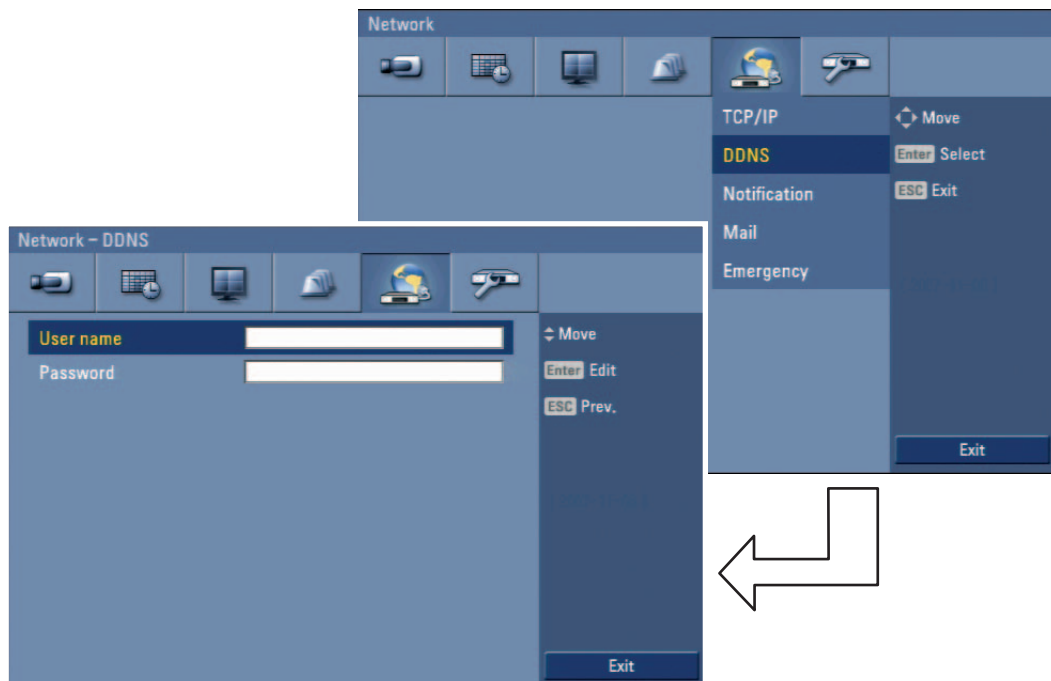 Network
TCP/IP
DDNS
Notification
Mail
Emergency
Move
Enter Select
ESC Exit
Exit
Network – DDNS
User name
Password
Move
Enter Edit
ESC Prev.
Exit